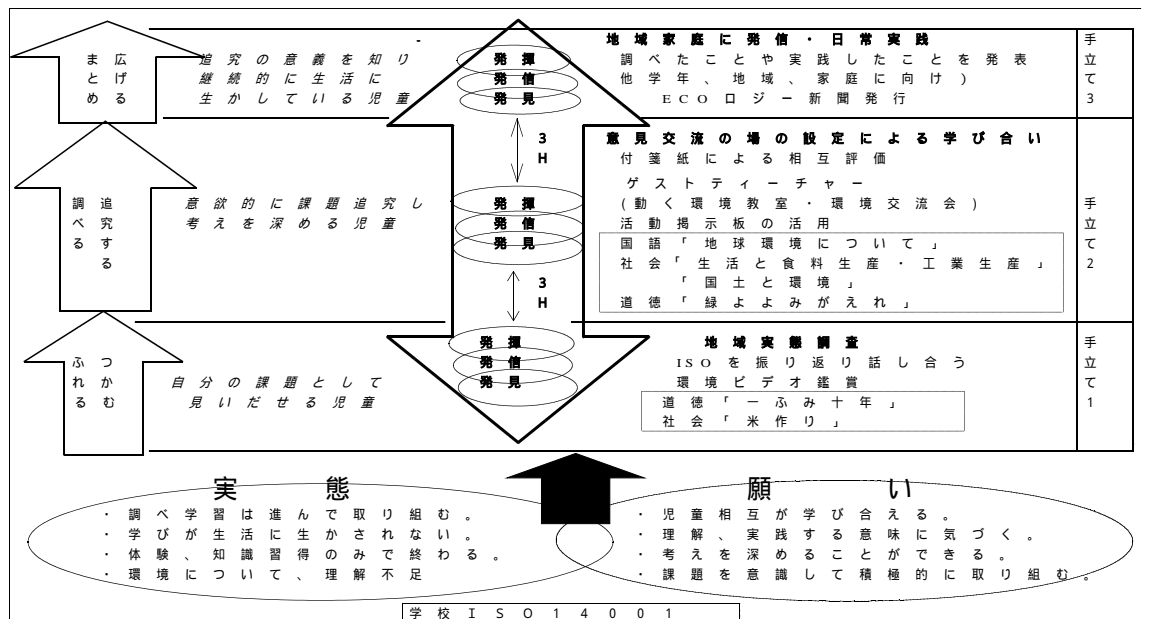 地域家庭に発信・日常実践
広げる
まとめる
追究の意義を知り
継続的に生活に
生かしている児童
発揮
発信
発見
調べたことや実践したことを発表
他学年、地域、家庭に向け)
ECOロジー新聞発行
手立て3
3H
意見交流の場の設定による学び合い
付箋紙による相互評価
ゲストティーチャー
(動く環境教室・環境交流会)
活動掲示板の活用
国語「地球環境について」
社会「生活と食料生産・工業生産」
「国土と環境」
道徳「緑よよみがえれ」
手立て2
追究する
調べる
意欲的に課題追究し
考えを深める児童
発揮
発信
発見
3H
つかむ
ふれる
自分の課題として
見いだせる児童
発揮
発信
発見
地域実態調査
ISOを振り返り話し合う
環境ビデオ鑑賞
道徳「一ふみ十年」
社会「米作り」
手立て1
実態
・調べ学習は進んで取り組む。
・学びが生活に生かされない。
・体験、知識習得のみで終わる。
・環境について、理解不足
願い
・児童相互が学び合える。
・理解、実践する意味に気づく。
・考えを深めることができる。
・課題を意識して積極的に取り組む。
学校ISO14001